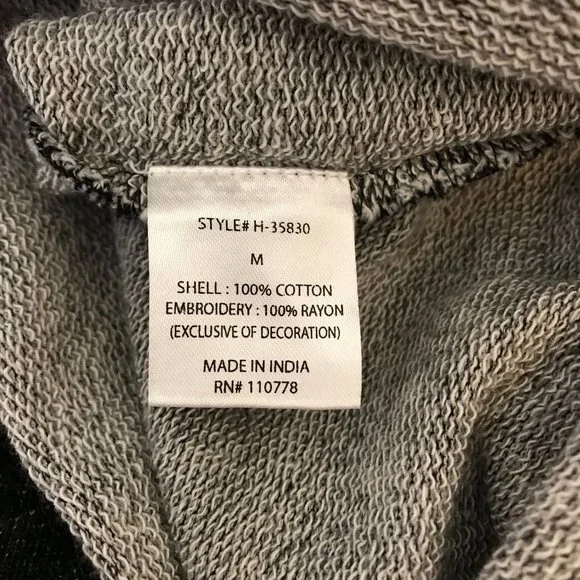 STYLE# H-35830
M
SHELL : 100% COTTON
EMBROIDERY : 100% RAYON
(EXCLUSIVE OF DECORATION)
MADE IN INDIA
RN# 110778